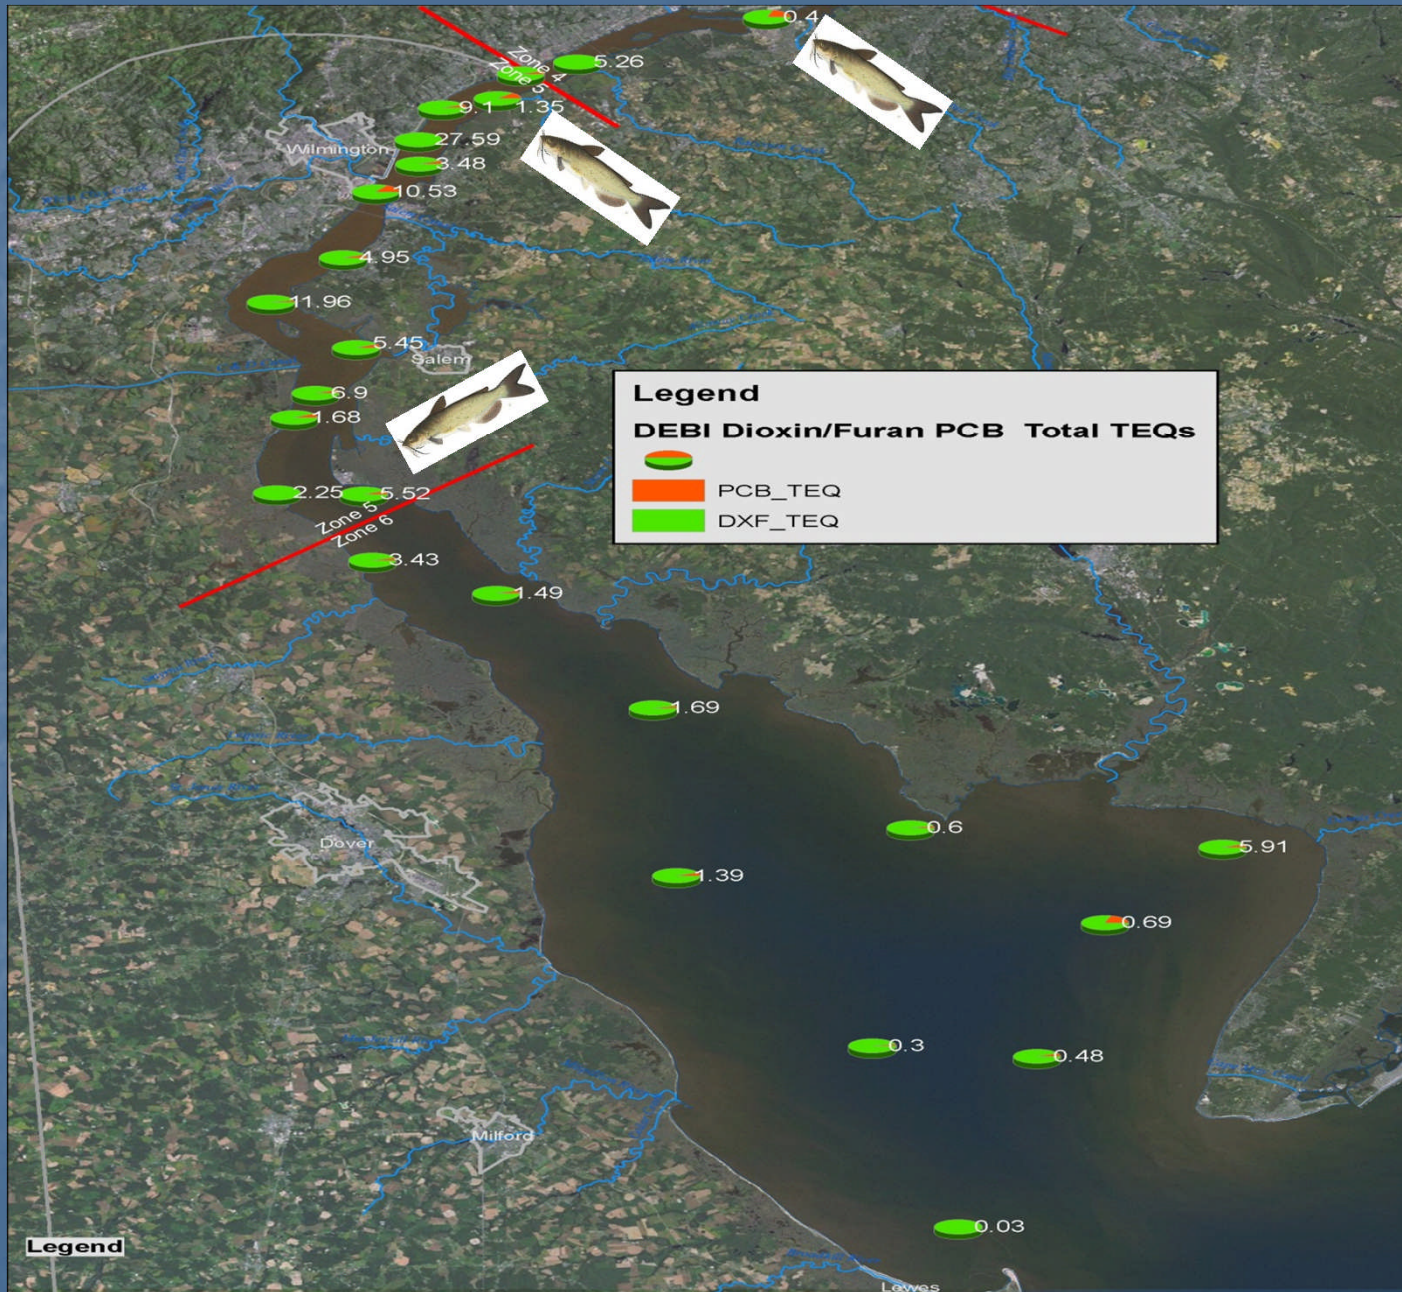 0.4
5.26
Zone 4
Zone 5
9.1
1.35
27.59
Wilmington
3.48
10.53
4.95
11.96
5.45
Salem
6.9
1.68
Legend
DEBI Dioxin/Furan PCB Total TEQs
PCB_TEQ
DXF_TEQ
2.25
5.52
Zone 5
Zone 6
3.43
1.49
1.69
0.6
Dover
5.91
1.39
0.69
0.3
0.48
Milford
0.03
Legend
Lewes